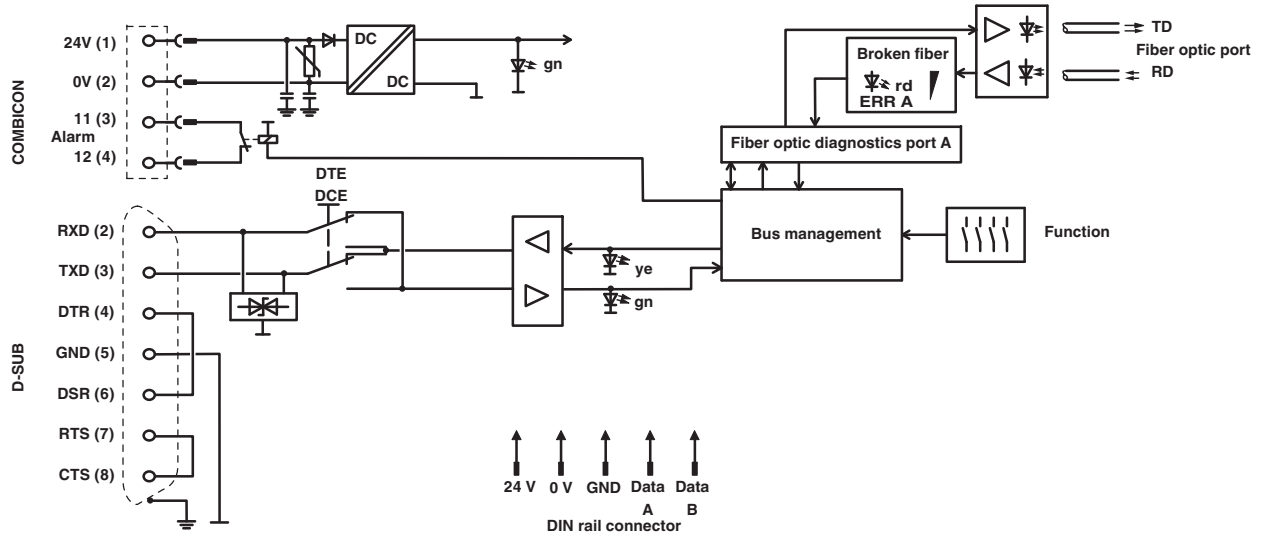 COMBICON
24V (1)
0V (2)
11 (3)
Alarm
12 (4)
DC
DC
gn
Broken fiber
rd
ERR A
TD
Fiber optic port
RD
Fiber optic diagnostics port A
Bus management
Function
DTE
DCE
ye
gn
D-SUB
RXD (2)
TXD (3)
DTR (4)
GND (5)
DSR (6)
RTS (7)
CTS (8)
24 V 0 V GND Data Data
A B
DIN rail connector